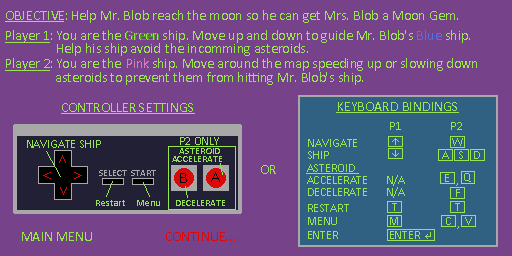 OBJECTIVE: Help Mr. Blob reach the moon so he can get Mrs. Blob a Moon Gem.
Player 1: You are the Green ship. Move up and down to guide Mr. Blob's Blue ship.
Help his ship avoid the incomming asteroids.
Player 2: You are the Pink ship. Move around the map speeding up or slowing down
asteroids to prevent them from hitting Mr. Blob's ship.
CONTROLLER SETTINGS
NAVIGATE SHIP
P2 ONLY
ASTEROID
ACCELERATE
SELECT START
B A
Restart Menu
DECELERATE
OR
KEYBOARD BINDINGS
P1 P2
NAVIGATE ↑ W
SHIP ↓ A S D
ASTEROID
ACCELERATE N/A E Q
DECELERATE N/A F
RESTART T T
MENU M C, V
ENTER ENTER ↵
MAIN MENU
CONTINUE...